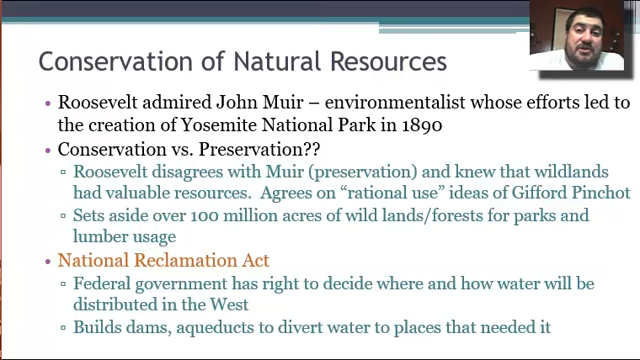 Conservation of Natural Resources
• Roosevelt admired John Muir – environmentalist whose efforts led to
the creation of Yosemite National Park in 1890
• Conservation vs. Preservation??
▫ Roosevelt disagrees with Muir (preservation) and knew that wildlands
had valuable resources.  Agrees on “rational use” ideas of Gifford Pinchot
▫ Sets aside over 100 million acres of wild lands/forests for parks and
lumber usage
• National Reclamation Act
▫ Federal government has right to decide where and how water will be
distributed in the West
▫ Builds dams, aqueducts to divert water to places that needed it